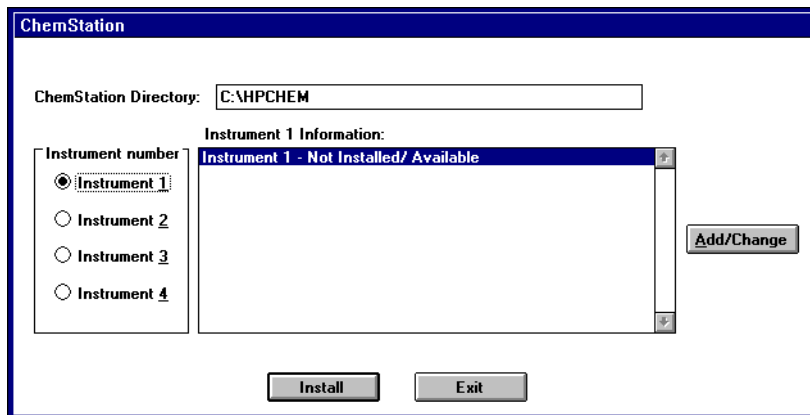 ChemStation
ChemStation Directory: C:\HPCHEM
Instrument 1 Information:
Instrument number
Instrument 1 - Not Installed/ Available
Instrument 1
Instrument 2
Instrument 3
Instrument 4
Add/Change
Install Exit